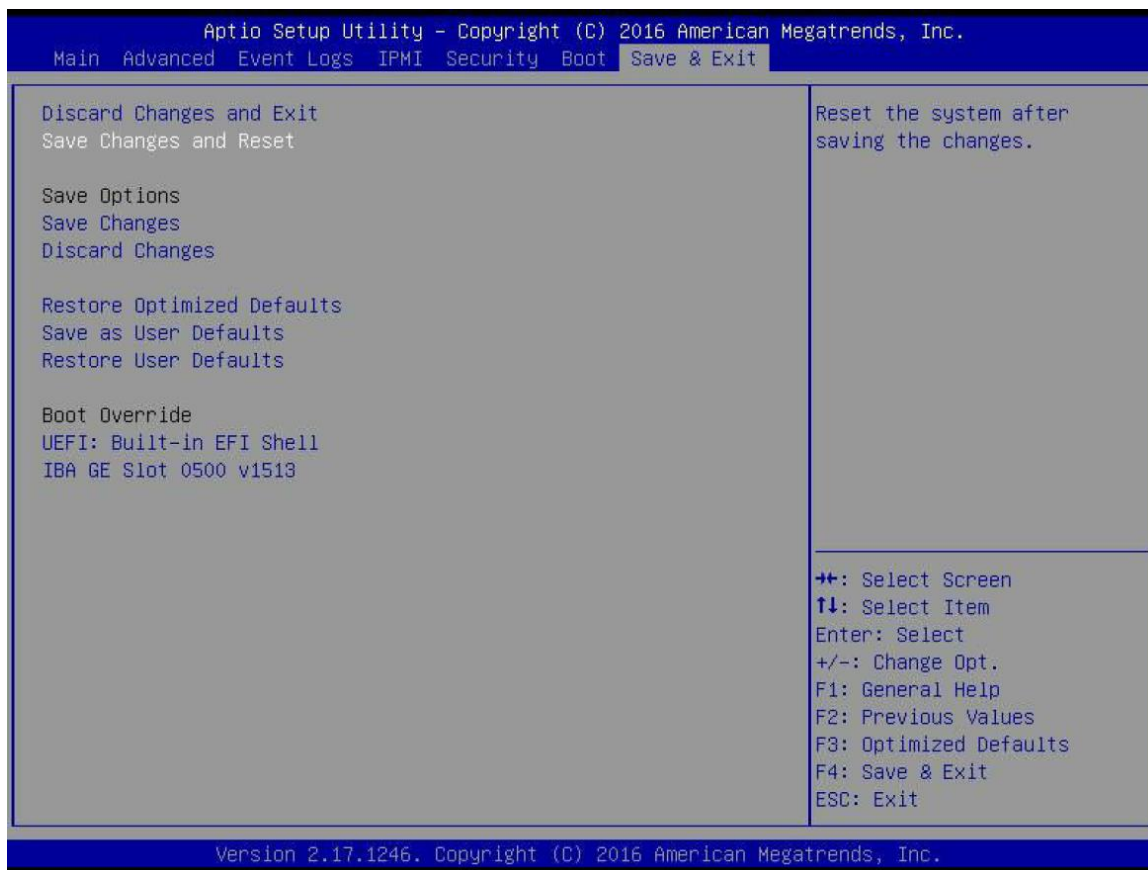 Aptio Setup Utility – Copyright (C) 2016 American Megatrends, Inc.
Main Advanced Event Logs IPMI Security Boot Save & Exit
Discard Changes and Exit
Save Changes and Reset
Save Options
Save Changes
Discard Changes
Restore Optimized Defaults
Save as User Defaults
Restore User Defaults
Boot Override
UEFI: Built-in EFI Shell
IBA GE Slot 0500 v1513
Reset the system after
saving the changes.
→←: Select Screen
↑↓: Select Item
Enter: Select
+/-: Change Opt.
F1: General Help
F2: Previous Values
F3: Optimized Defaults
F4: Save & Exit
ESC: Exit
Version 2.17.1246. Copyright (C) 2016 American Megatrends, Inc.